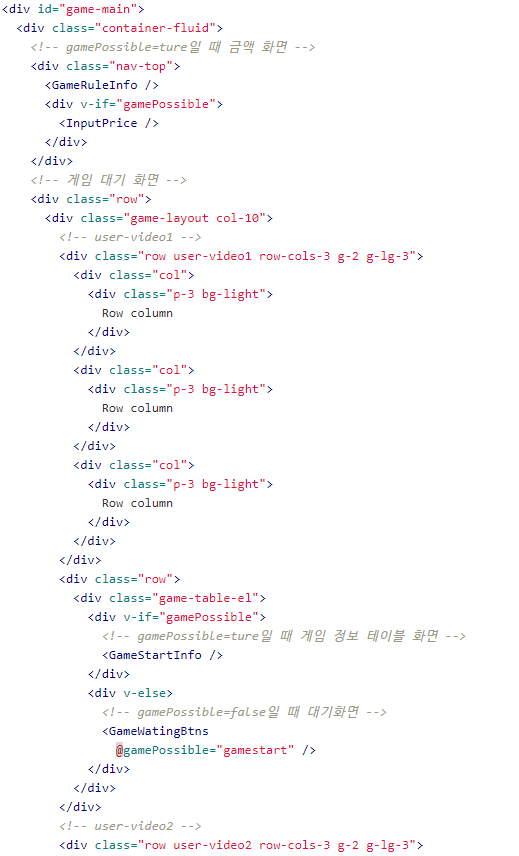 <div id="game-main">
<div class="container-fluid">
<!-- gamePossible=ture일 때 금액 화면 -->
<div class="nav-top">
<GameRuleInfo />
<div v-if="gamePossible">
<InputPrice />
</div>
</div>
<!-- 게임 대기 화면 -->
<div class="row">
<div class="game-layout col-10">
<!-- user-video1 -->
<div class="row user-video1 row-cols-3 g-2 g-lg-3">
<div class="col">
<div class="p-3 bg-light">
Row column
</div>
</div>
<div class="col">
<div class="p-3 bg-light">
Row column
</div>
</div>
<div class="col">
<div class="p-3 bg-light">
Row column
</div>
</div>
</div>
<div class="row">
<div class="game-table-el">
<div v-if="gamePossible">
<!-- gamePossible=ture일 때 게임 정보 테이블 화면 -->
<GameStartInfo />
</div>
<div v-else>
<!-- gamePossible=false일 때 대기화면 -->
<GameWatingBtns
@gamePossible="gamestart" />
</div>
</div>
</div>
<!-- user-video2 -->
<div class="row user-video2 row-cols-3 g-2 g-lg-3">